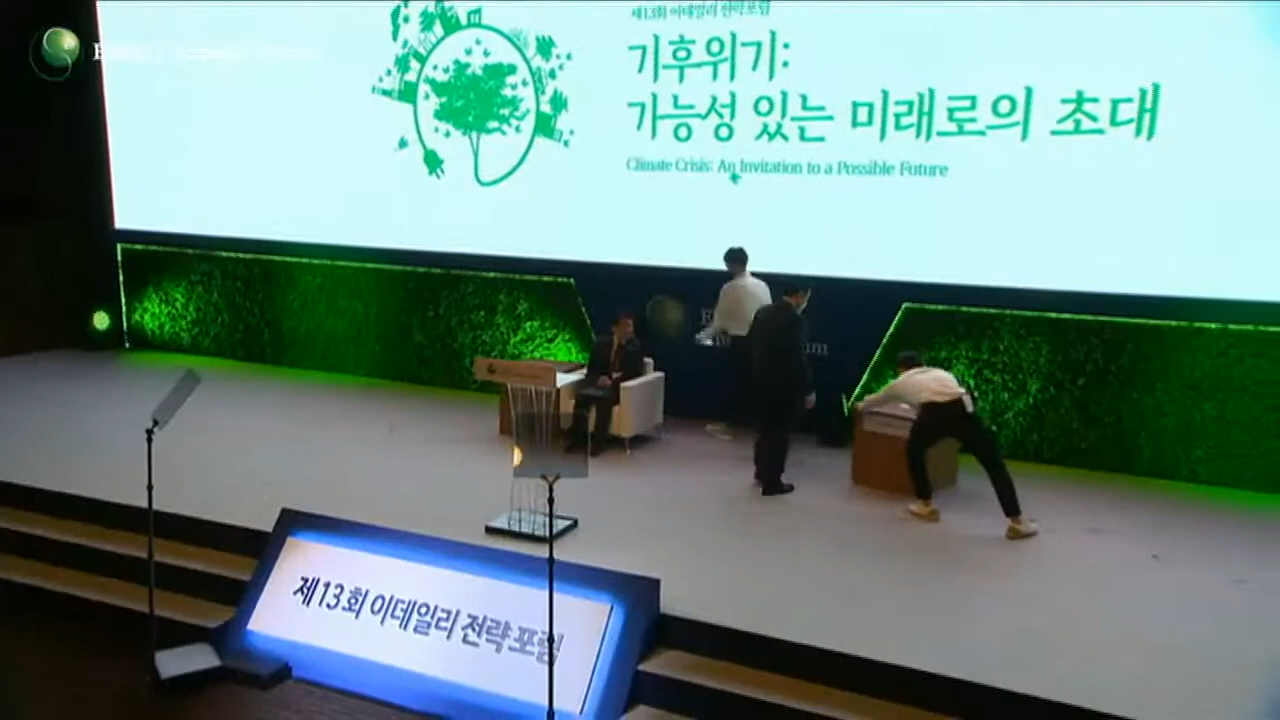 제13회 이데일리 전략포럼
기후위기:
가능성 있는 미래로의 초대
Climate Crisis: An Invitation to a Possible Future
제13회 이데일리 전략포럼